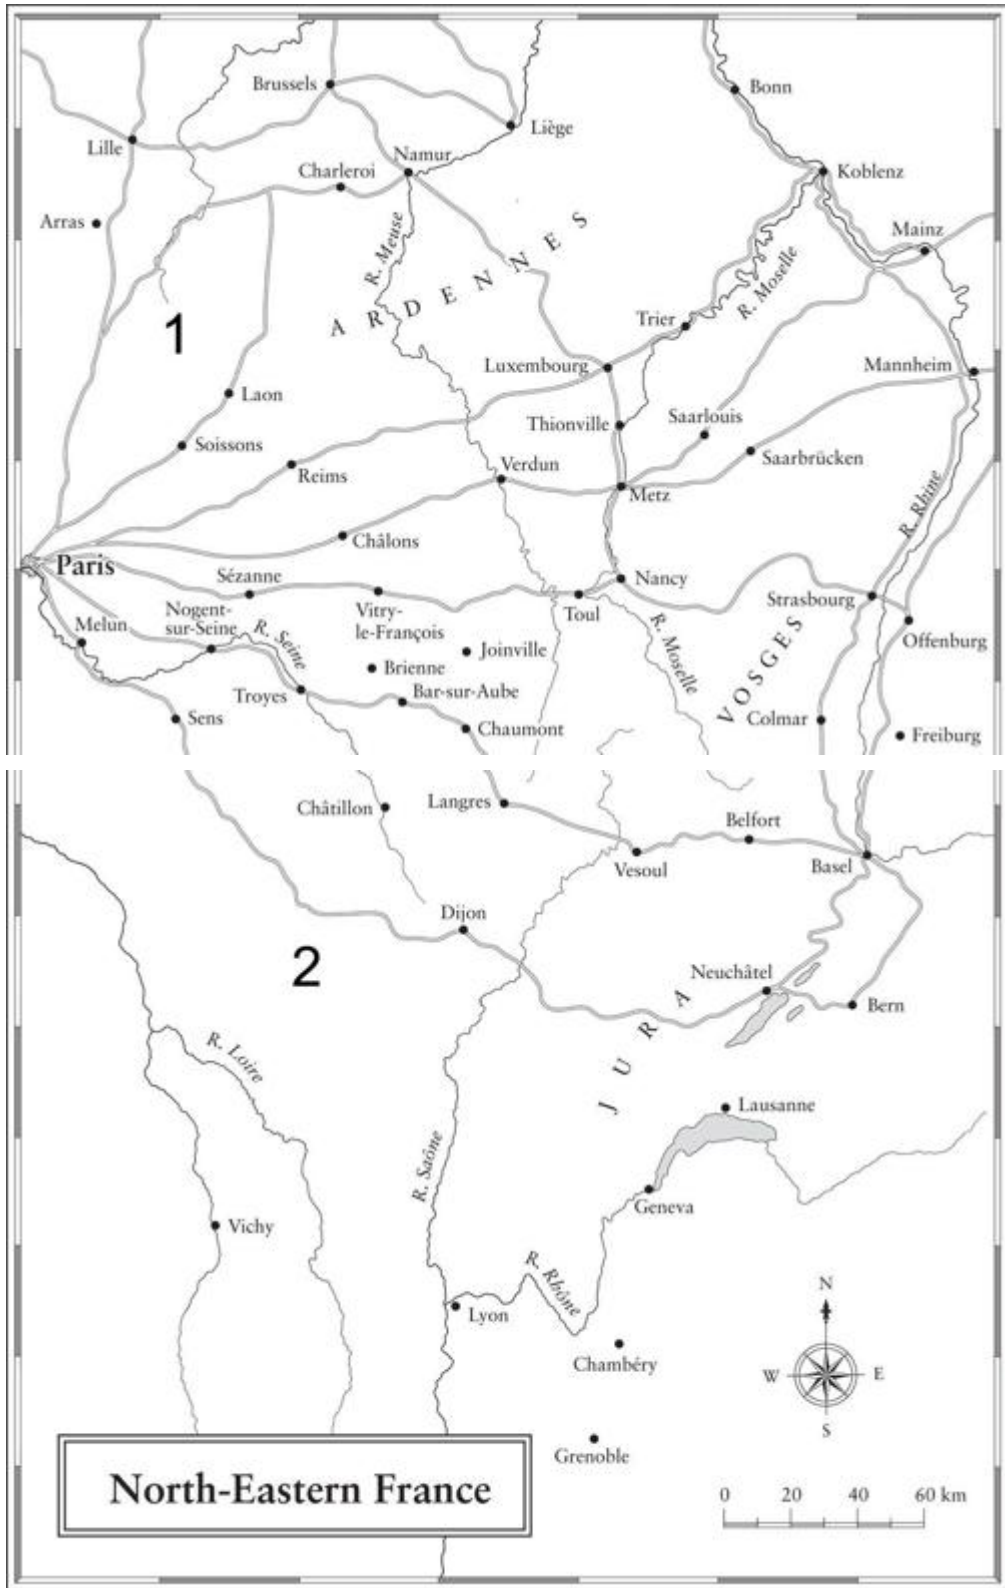 Brussels
Bonn
Liège
Lille
Namur
Charleroi
Koblenz
Arras
Mainz
R. Meuse
ARDENNES
R. Moselle
1
Trier
Luxembourg
Mannheim
Laon
Thionville
Saarlouis
Soissons
Verdun
Saarbrücken
Reims
Metz
R. Rhine
Châlons
Paris
Sézanne
Nancy
Strasbourg
Vitry-
le-François
Toul
Nogent-
sur-Seine
Melun
R. Seine
R. Moselle
VOSGES
Offenburg
Joinville
Brienne
Troyes
Bar-sur-Aube
Sens
Chaumont
Colmar
Freiburg
Châtillon
Langres
Belfort
Vesoul
Basel
Dijon
2
Neuchâtel
Bern
JURA
R. Loire
Lausanne
R. Saône
Geneva
Vichy
R. Rhône
Lyon
N
Chambéry
W
E
S
Grenoble
North-Eastern France
0 20 40 60 km